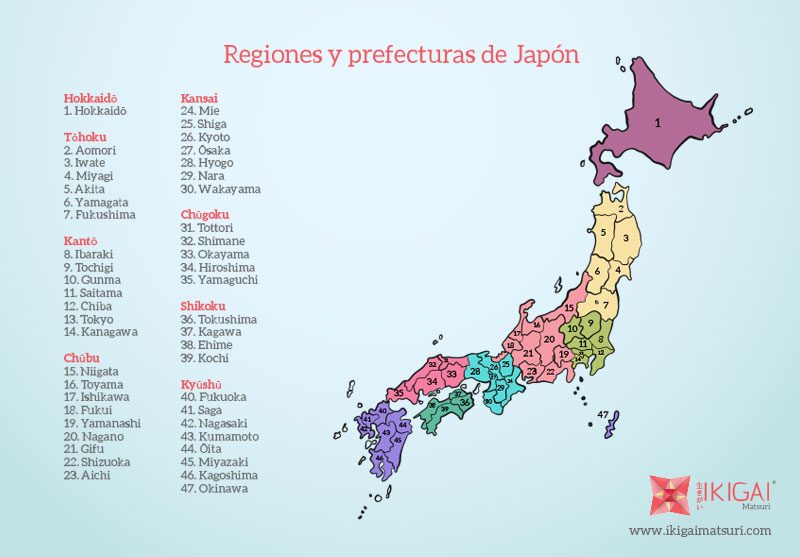 Regiones y prefecturas de Japón
Hokkaidō
1. Hokkaidō
Tōhoku
2. Aomori
3. Iwate
4. Miyagi
5. Akita
6. Yamagata
7. Fukushima
Kantō
8. Ibaraki
9. Tochigi
10. Gunma
11. Saitama
12. Chiba
13. Tokyo
14. Kanagawa
Chūbu
15. Niigata
16. Toyama
17. Ishikawa
18. Fukui
19. Yamanashi
20. Nagano
21. Gifu
22. Shizuoka
23. Aichi
Kansai
24. Mie
25. Shiga
26. Kyoto
27. Ōsaka
28. Hyogo
29. Nara
30. Wakayama
Chūgoku
31. Tottori
32. Shimane
33. Okayama
34. Hiroshima
35. Yamaguchi
Shikoku
36. Tokushima
37. Kagawa
38. Ehime
39. Kochi
Kyūshū
40. Fukuoka
41. Saga
42. Nagasaki
43. Kumamoto
44. Ōita
45. Miyazaki
46. Kagoshima
47. Okinawa
1
2
5
3
6
4
7
15
17
16
10
9
18
20
11
8
21
19
12
23
22
32
33
28
26
25
34
24
29
35
30
37
36
38
39
40
41
42
44
43
45
46
47
生きがい
IKIGAI®
Matsuri
www.ikigaimatsuri.com